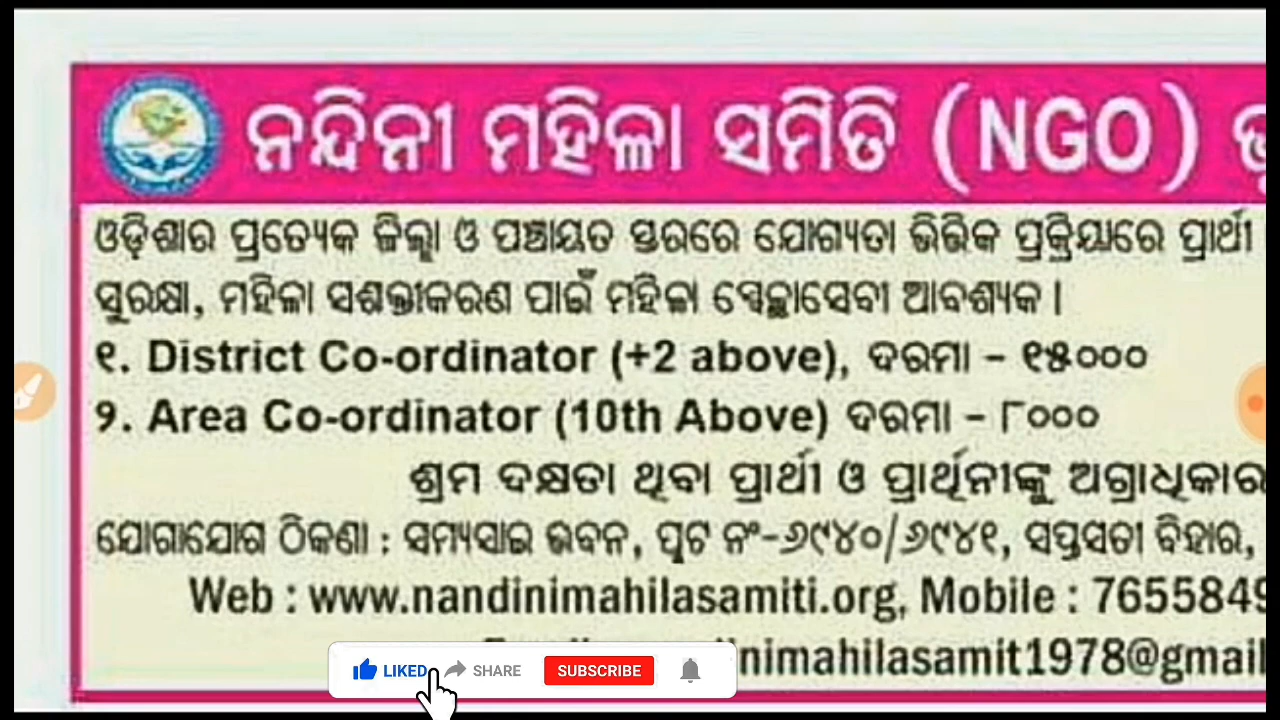 ନନ୍ଦିନୀ ମହିଳା ସମିତି (NGO)
ଓଡ଼ିଶାର ପ୍ରତ୍ୟେକ ଜିଲ୍ଲା ଓ ପଞ୍ଚାୟତ ସ୍ତରରେ ଯୋଗ୍ୟତା ଭିତ୍ତିକ ପ୍ରକ୍ରିୟାରେ ପ୍ରାର୍ଥୀ
ସୁରକ୍ଷା, ମହିଳା ସଶକ୍ତୀକରଣ ପାଇଁ ମହିଳା ସ୍ୱେଚ୍ଛାସେବୀ ଆବଶ୍ୟକ ।
୧. District Co-ordinator (+2 above), ଦରମା – ୧୫୦୦୦
୨. Area Co-ordinator (10th Above) ଦରମା – ୮୦୦୦
ଶ୍ରମ ଦକ୍ଷତା ଥିବା ପ୍ରାର୍ଥୀ ଓ ପ୍ରାର୍ଥିନୀଙ୍କୁ ଅଗ୍ରାଧିକାର
ଯୋଗାଯୋଗ ଠିକଣା : ସତ୍ୟସାଇ ଭବନ, ପ୍ଲଟ ନଂ-୬୯୪୦/୬୯୪୧, ସପ୍ତସତୀ ବିହାର,
Web : www.nandinimahilasamiti.org, Mobile : 7655849
nimahilasamit1978@gmail
LIKED SHARE SUBSCRIBE